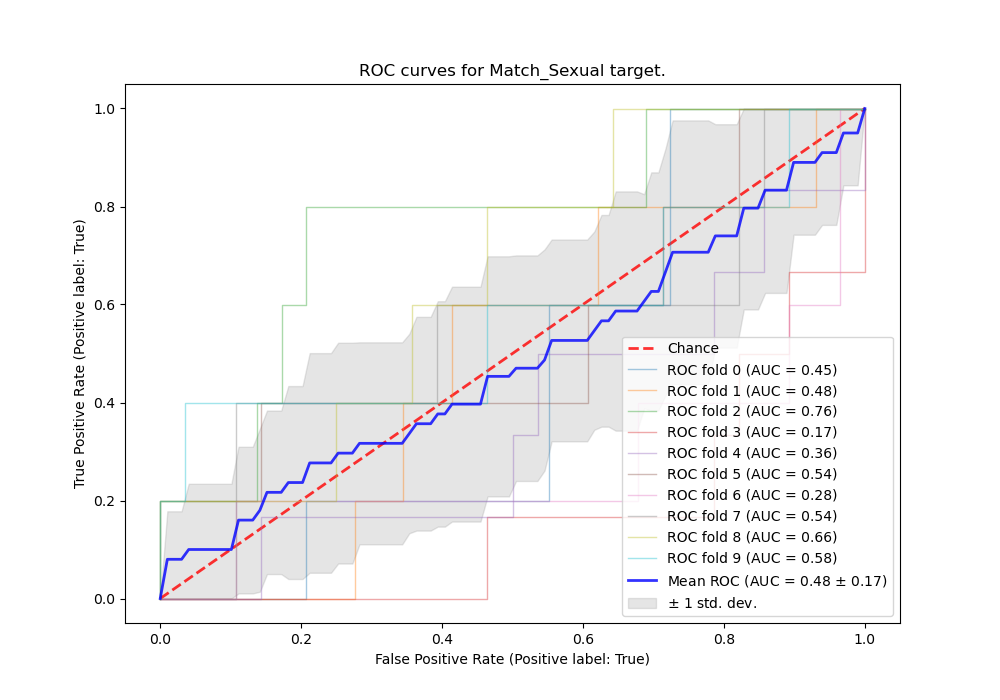 ROC curves for Match_Sexual target.
True Positive Rate (Positive label: True)
1.0
0.8
0.6
0.4
0.2
0.0
0.0 0.2 0.4 0.6 0.8 1.0
False Positive Rate (Positive label: True)
Chance
ROC fold 0 (AUC = 0.45)
ROC fold 1 (AUC = 0.48)
ROC fold 2 (AUC = 0.76)
ROC fold 3 (AUC = 0.17)
ROC fold 4 (AUC = 0.36)
ROC fold 5 (AUC = 0.54)
ROC fold 6 (AUC = 0.28)
ROC fold 7 (AUC = 0.54)
ROC fold 8 (AUC = 0.66)
ROC fold 9 (AUC = 0.58)
Mean ROC (AUC = 0.48 ± 0.17)
± 1 std. dev.